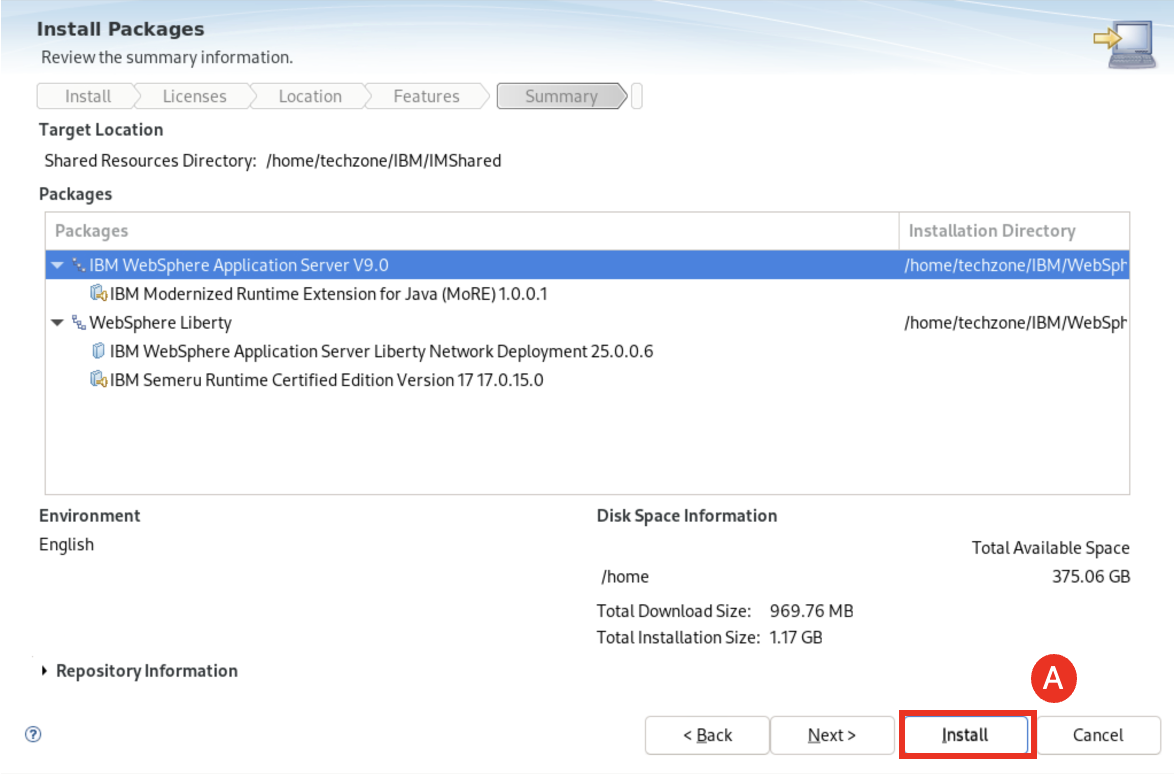 Install Packages
Review the summary information.
Install Licenses Location Features Summary
Target Location
Shared Resources Directory: /home/techzone/IBM/IMShared
Packages
Packages Installation Directory
IBM WebSphere Application Server V9.0 /home/techzone/IBM/WebSph
IBM Modernized Runtime Extension for Java (MoRE) 1.0.0.1
WebSphere Liberty /home/techzone/IBM/WebSph
IBM WebSphere Application Server Liberty Network Deployment 25.0.0.6
IBM Semeru Runtime Certified Edition Version 17 17.0.15.0
Environment
English
Disk Space Information
Total Available Space
/home 375.06 GB
Total Download Size: 969.76 MB
Total Installation Size: 1.17 GB
Repository Information
A
? < Back Next > Install Cancel